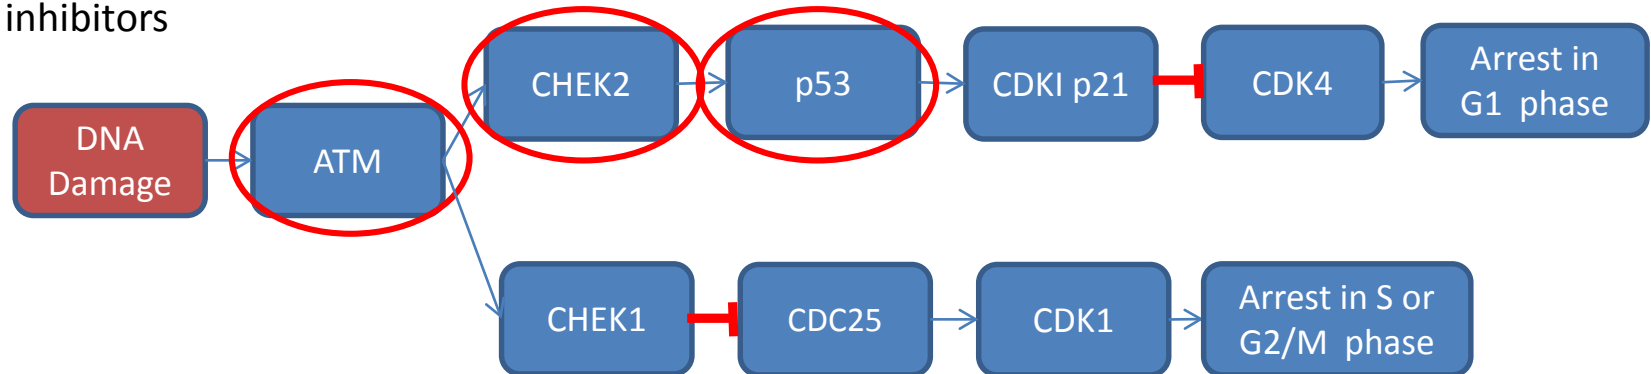 inhibitors
DNA
Damage
ATM
CHEK2
p53
CDKI p21
CDK4
Arrest in
G1 phase
CHEK1
CDC25
CDK1
Arrest in S or
G2/M phase